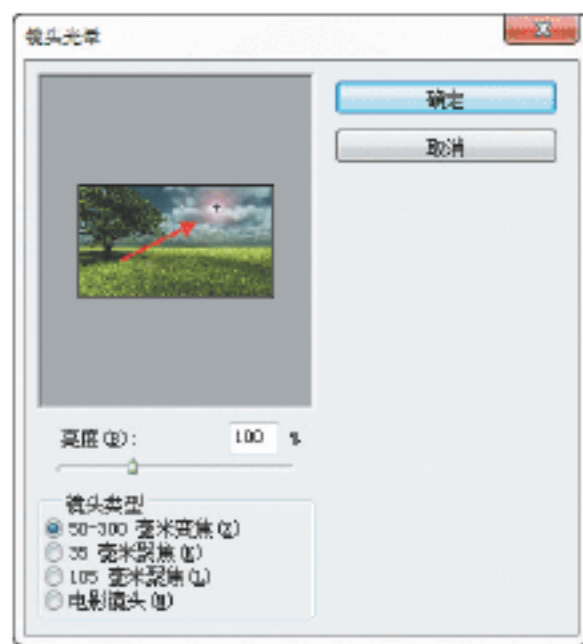 镜头光晕
确定
取消
亮度(B): 100 %
镜头类型
50-300 毫米变焦(Z)
35 毫米聚焦(K)
105 毫米聚焦(L)
电影镜头(M)